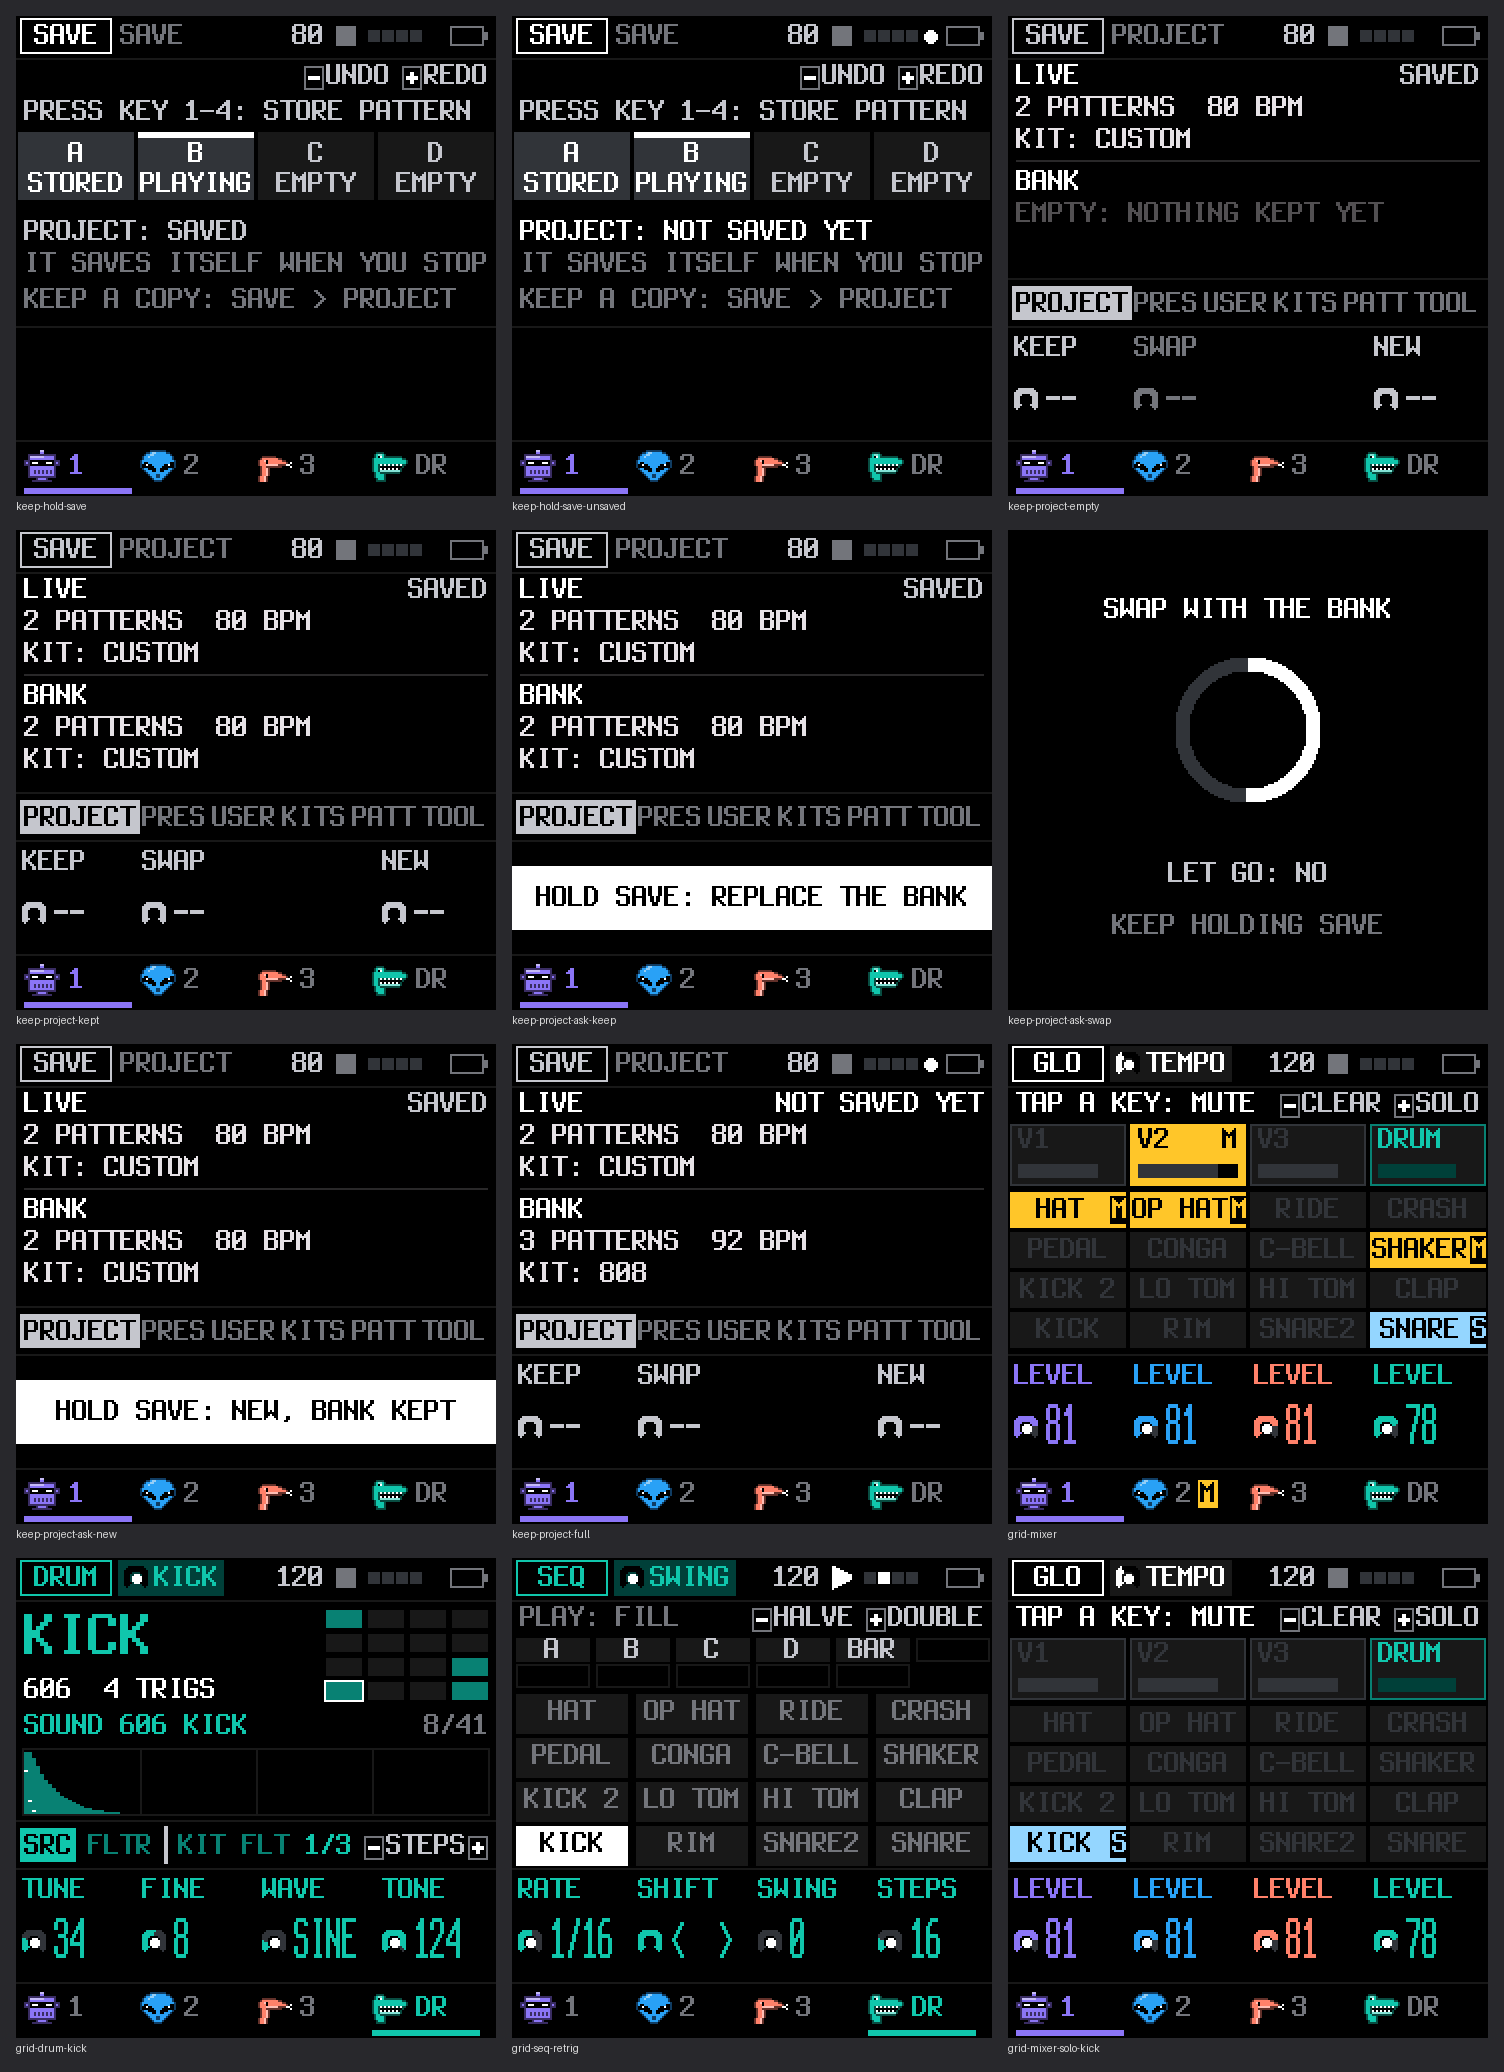 SAVE SAVE 80
-UNDO +REDO
PRESS KEY 1-4: STORE PATTERN
A B C D
STORED PLAYING EMPTY EMPTY
PROJECT: SAVED
IT SAVES ITSELF WHEN YOU STOP
KEEP A COPY: SAVE > PROJECT
1 2 3 DR
keep-hold-save
SAVE SAVE 80
-UNDO +REDO
PRESS KEY 1-4: STORE PATTERN
A B C D
STORED PLAYING EMPTY EMPTY
PROJECT: NOT SAVED YET
IT SAVES ITSELF WHEN YOU STOP
KEEP A COPY: SAVE > PROJECT
1 2 3 DR
keep-hold-save-unsaved
SAVE PROJECT 80
LIVE SAVED
2 PATTERNS 80 BPM
KIT: CUSTOM
BANK
EMPTY: NOTHING KEPT YET
PROJECT PRES USER KITS PATT TOOL
KEEP SWAP NEW
-- -- --
1 2 3 DR
keep-project-empty
SAVE PROJECT 80
LIVE SAVED
2 PATTERNS 80 BPM
KIT: CUSTOM
BANK
2 PATTERNS 80 BPM
KIT: CUSTOM
PROJECT PRES USER KITS PATT TOOL
KEEP SWAP NEW
-- -- --
1 2 3 DR
keep-project-kept
SAVE PROJECT 80
LIVE SAVED
2 PATTERNS 80 BPM
KIT: CUSTOM
BANK
2 PATTERNS 80 BPM
KIT: CUSTOM
PROJECT PRES USER KITS PATT TOOL
HOLD SAVE: REPLACE THE BANK
1 2 3 DR
keep-project-ask-keep
SWAP WITH THE BANK
LET GO: NO
KEEP HOLDING SAVE
keep-project-ask-swap
SAVE PROJECT 80
LIVE SAVED
2 PATTERNS 80 BPM
KIT: CUSTOM
BANK
2 PATTERNS 80 BPM
KIT: CUSTOM
PROJECT PRES USER KITS PATT TOOL
HOLD SAVE: NEW, BANK KEPT
1 2 3 DR
keep-project-ask-new
SAVE PROJECT 80
LIVE NOT SAVED YET
2 PATTERNS 80 BPM
KIT: CUSTOM
BANK
3 PATTERNS 92 BPM
KIT: 808
PROJECT PRES USER KITS PATT TOOL
KEEP SWAP NEW
-- -- --
1 2 3 DR
keep-project-full
GLO TEMPO 120
TAP A KEY: MUTE -CLEAR +SOLO
V1 V2 M V3 DRUM
HAT M OP HAT M RIDE CRASH
PEDAL CONGA C-BELL SHAKER M
KICK 2 LO TOM HI TOM CLAP
KICK RIM SNARE2 SNARE S
LEVEL LEVEL LEVEL LEVEL
81 81 81 78
1 2 M 3 DR
grid-mixer
DRUM KICK 120
KICK
606 4 TRIGS
SOUND 606 KICK 8/41
SRC FLTR KIT FLT 1/3 -STEPS+
TUNE FINE WAVE TONE
34 8 SINE 124
1 2 3 DR
grid-drum-kick
SEQ SWING 120
PLAY: FILL -HALVE +DOUBLE
A B C D BAR
HAT OP HAT RIDE CRASH
PEDAL CONGA C-BELL SHAKER
KICK 2 LO TOM HI TOM CLAP
KICK RIM SNARE2 SNARE
RATE SHIFT SWING STEPS
1/16 < > 0 16
1 2 3 DR
grid-seq-retrig
GLO TEMPO 120
TAP A KEY: MUTE -CLEAR +SOLO
V1 V2 V3 DRUM
HAT OP HAT RIDE CRASH
PEDAL CONGA C-BELL SHAKER
KICK 2 LO TOM HI TOM CLAP
KICK S RIM SNARE2 SNARE
LEVEL LEVEL LEVEL LEVEL
81 81 81 78
1 2 3 DR
grid-mixer-solo-kick